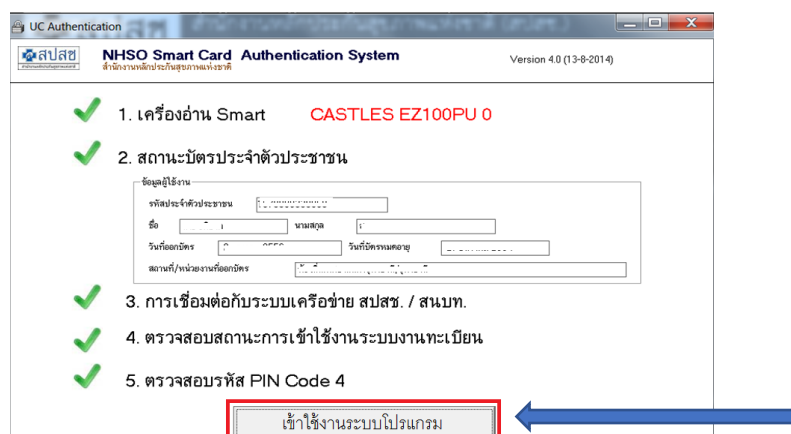 UC Authentication
สปสช NHSO Smart Card Authentication System Version 4.0 (13-8-2014)
สำนักงานหลักประกันสุขภาพแห่งชาติ
1. เครื่องอ่าน Smart CASTLES EZ100PU 0
2. สถานะบัตรประจำตัวประชาชน
ข้อมูลผู้ใช้งาน
รหัสประจำตัวประชาชน
ชื่อ นามสกุล
วันที่ออกบัตร วันที่บัตรหมดอายุ
สถานที่/หน่วยงานที่ออกบัตร
3. การเชื่อมต่อกับระบบเครือข่าย สปสช. / สนบท.
4. ตรวจสอบสถานะการเข้าใช้งานระบบงานทะเบียน
5. ตรวจสอบรหัส PIN Code 4
เข้าใช้งานระบบโปรแกรม